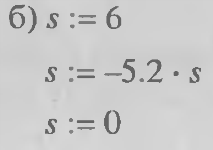 б) s := 6
s := –5.2 · s
s := 0